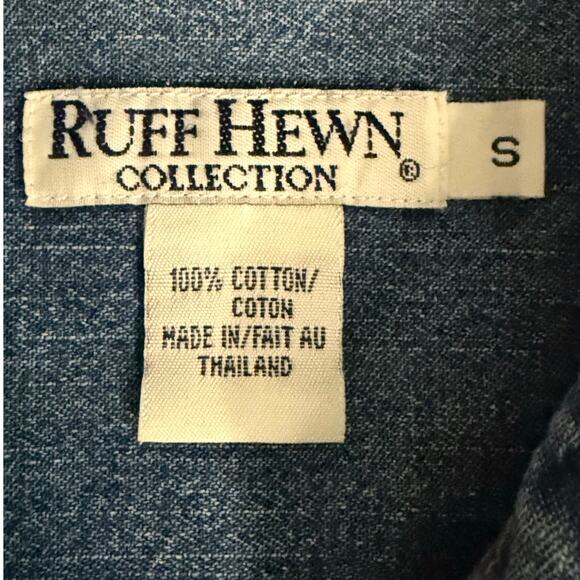 RUFF HEWN ®
COLLECTION
S
100% COTTON/
COTON
MADE IN/FAIT AU
THAILAND